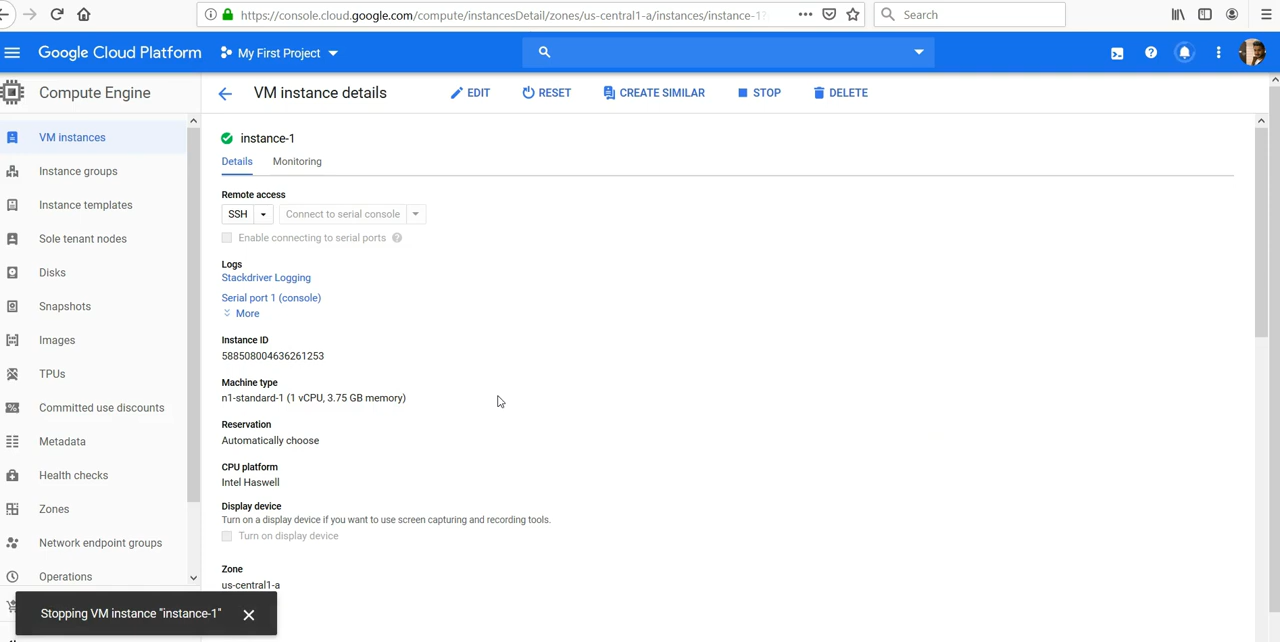 https://console.cloud.google.com/compute/instancesDetail/zones/us-central1-a/instances/instance-1?
Search
Google Cloud Platform
My First Project
Compute Engine
VM instance details
EDIT
RESET
CREATE SIMILAR
STOP
DELETE
VM instances
Instance groups
Instance templates
Sole tenant nodes
Disks
Snapshots
Images
TPUs
Committed use discounts
Metadata
Health checks
Zones
Network endpoint groups
Operations
instance-1
Details Monitoring
Remote access
SSH Connect to serial console
Enable connecting to serial ports ?
Logs
Stackdriver Logging
Serial port 1 (console)
More
Instance ID
588508004636261253
Machine type
n1-standard-1 (1 vCPU, 3.75 GB memory)
Reservation
Automatically choose
CPU platform
Intel Haswell
Display device
Turn on a display device if you want to use screen capturing and recording tools.
Turn on display device
Zone
us-central1-a
Stopping VM instance "instance-1"